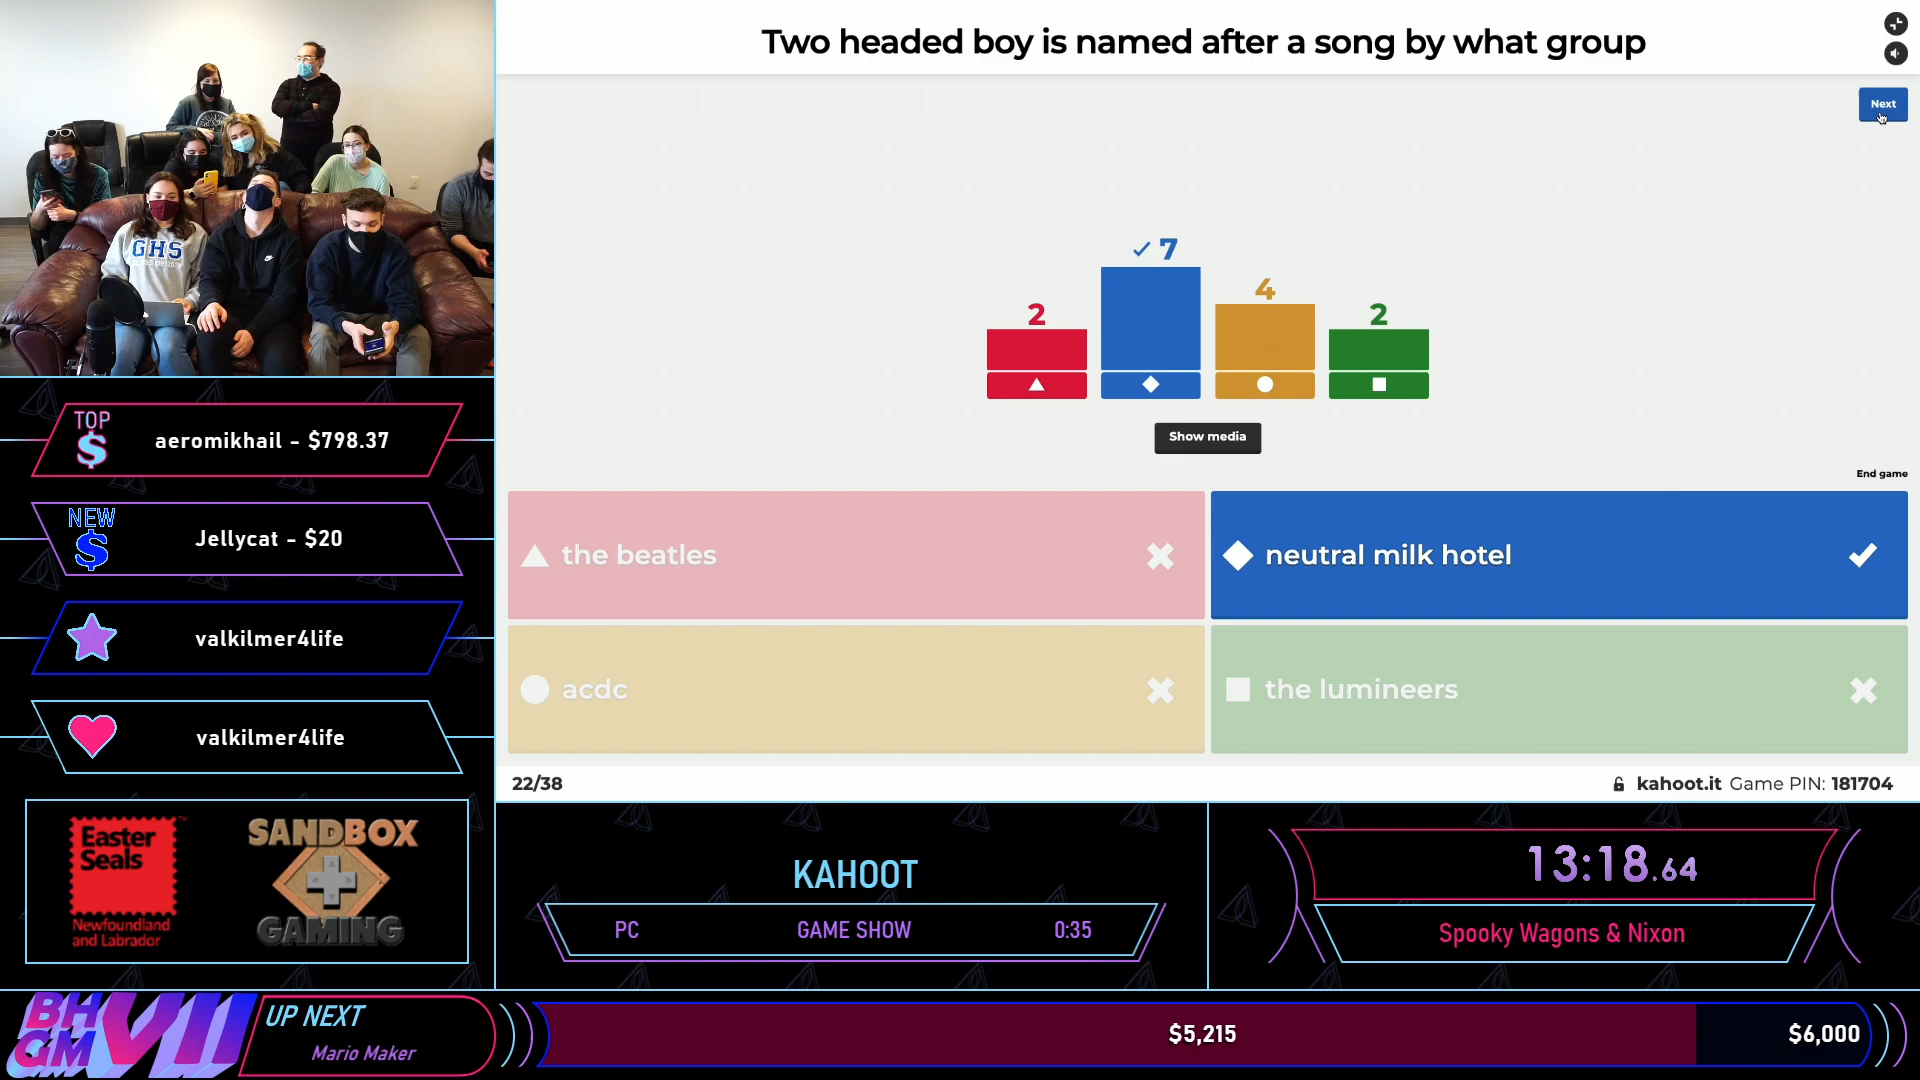 Two headed boy is named after a song by what group
Next
GHS
7
4
2
2
Show media
End game
the beatles
neutral milk hotel
acdc
the lumineers
22/38
kahoot.it Game PIN: 181704
TOP
$
aeromikhail - $798.37
NEW
$
Jellycat - $20
valkilmer4life
valkilmer4life
Easter
Seals
TM
Newfoundland
and Labrador
SANDBOX
GAMING
KAHOOT
PC
GAME SHOW
0:35
13:18.64
Spooky Wagons & Nixon
BH
GM
VII
UP NEXT
Mario Maker
$5,215
$6,000